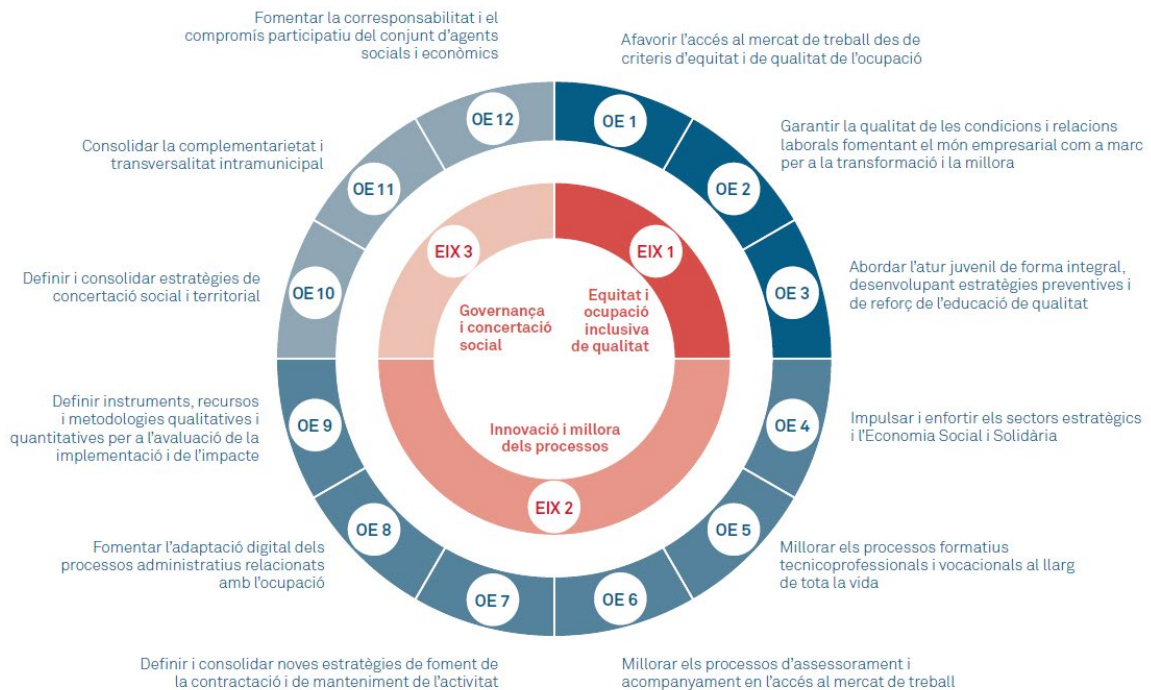 Fomentar la corresponsabilitat i el
compromís participatiu del conjunt d'agents
socials i econòmics
Afavorir l'accés al mercat de treball des de
criteris d'equitat i de qualitat de l'ocupació
OE 12
OE 1
Consolidar la complementarietat i
transversalitat intramunicipal
Garantir la qualitat de les condicions i relacions
laborals fomentant el món empresarial com a marc
per a la transformació i la millora
OE 11
OE 2
Definir i consolidar estratègies de
concertació social i territorial
Abordar l'atur juvenil de forma integral,
desenvolupant estratègies preventives i
de reforç de l'educació de qualitat
OE 10
OE 3
EIX 3
EIX 1
Governança
i concertació
social
Equitat i
ocupació
inclusiva
de qualitat
Definir instruments, recursos
i metodologies qualitatives i
quantitatives per a l'avaluació de la
implementació i de l'impacte
OE 9
OE 4
Impulsar i enfortir els sectors estratègics
i l'Economia Social i Solidària
Innovació i millora
dels processos
EIX 2
OE 8
OE 5
Fomentar l'adaptació digital dels
processos administratius relacionats
amb l'ocupació
Millorar els processos formatius
tecnicoprofessionals i vocacionals al llarg
de tota la vida
OE 7
OE 6
Definir i consolidar noves estratègies de foment de
la contractació i de manteniment de l'activitat
Millorar els processos d'assessorament i
acompanyament en l'accés al mercat de treball